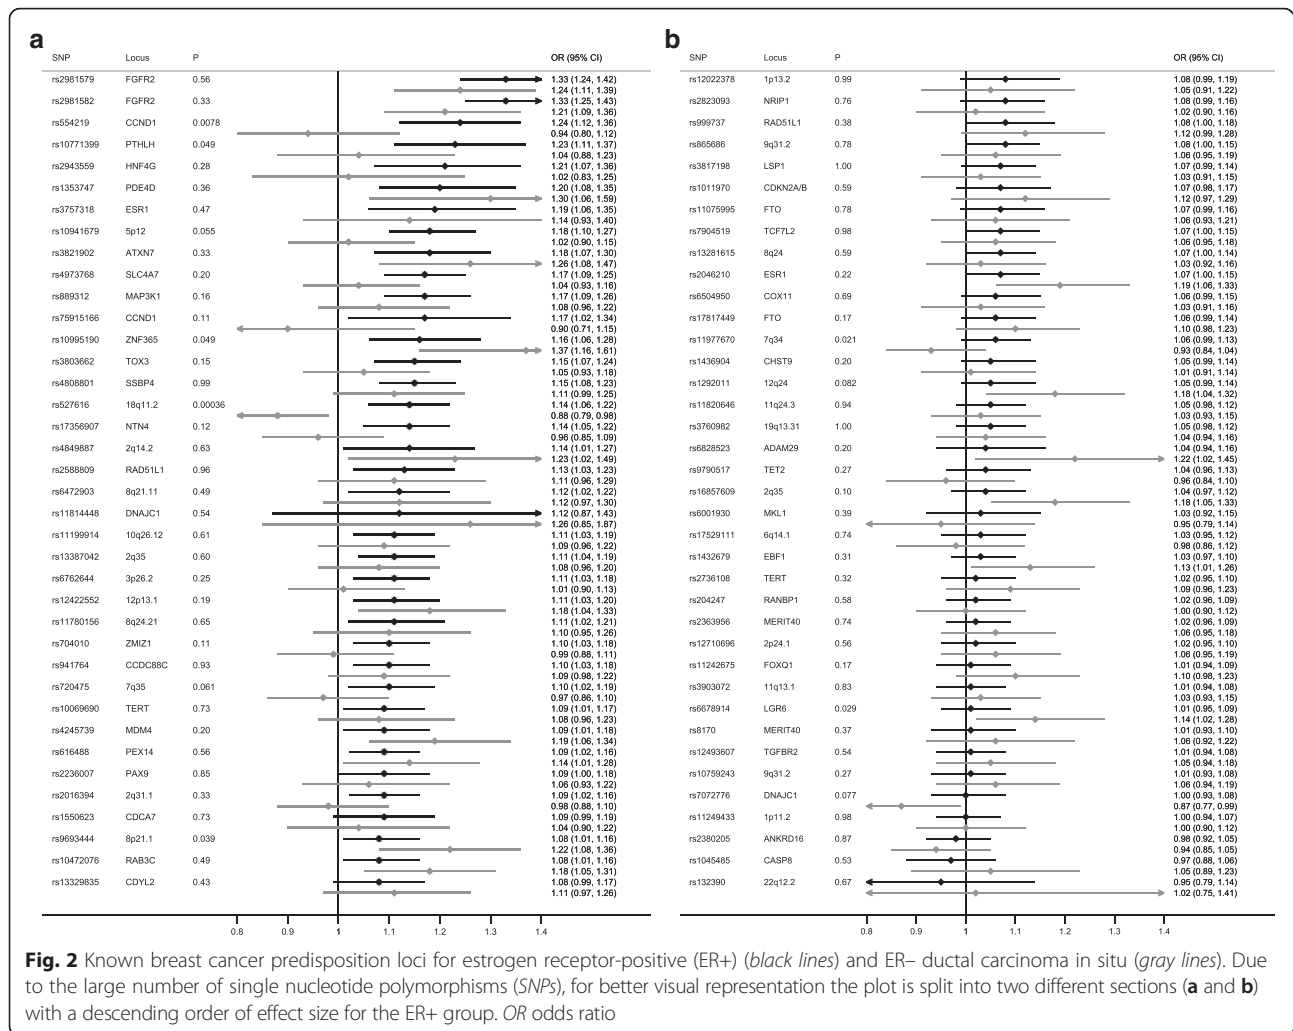 a
SNP Locus P OR (95% CI)
rs2981579 FGFR2 0.56 1.33 (1.24, 1.42)
1.24 (1.11, 1.39)
rs2981582 FGFR2 0.33 1.33 (1.25, 1.43)
1.21 (1.09, 1.36)
rs554219 CCND1 0.0078 1.24 (1.12, 1.36)
0.94 (0.80, 1.12)
rs10771399 PTHLH 0.049 1.23 (1.11, 1.37)
1.04 (0.88, 1.23)
rs2943559 HNF4G 0.28 1.21 (1.07, 1.36)
1.02 (0.83, 1.25)
rs1353747 PDE4D 0.36 1.20 (1.08, 1.35)
1.30 (1.06, 1.59)
rs3757318 ESR1 0.47 1.19 (1.06, 1.35)
1.14 (0.93, 1.40)
rs10941679 5p12 0.055 1.18 (1.10, 1.27)
1.02 (0.90, 1.15)
rs3821902 ATXN7 0.33 1.18 (1.07, 1.30)
1.26 (1.08, 1.47)
rs4973768 SLC4A7 0.20 1.17 (1.09, 1.25)
1.04 (0.93, 1.16)
rs889312 MAP3K1 0.16 1.17 (1.09, 1.26)
1.08 (0.96, 1.22)
rs75915166 CCND1 0.11 1.17 (1.02, 1.34)
0.90 (0.71, 1.15)
rs10995190 ZNF365 0.049 1.16 (1.06, 1.28)
1.37 (1.16, 1.61)
rs3803662 TOX3 0.15 1.15 (1.07, 1.24)
1.05 (0.93, 1.18)
rs4808801 SSBP4 0.99 1.15 (1.08, 1.23)
1.11 (0.99, 1.25)
rs527616 18q11.2 0.00036 1.14 (1.06, 1.22)
0.88 (0.79, 0.98)
rs17356907 NTN4 0.12 1.14 (1.05, 1.22)
0.96 (0.85, 1.09)
rs4849887 2q14.2 0.63 1.14 (1.01, 1.27)
1.23 (1.02, 1.49)
rs2588809 RAD51L1 0.96 1.13 (1.03, 1.23)
1.11 (0.96, 1.29)
rs6472903 8q21.11 0.49 1.12 (1.02, 1.22)
1.12 (0.97, 1.30)
rs11814448 DNAJC1 0.54 1.12 (0.87, 1.43)
1.26 (0.85, 1.87)
rs11199914 10q26.12 0.61 1.11 (1.03, 1.19)
1.09 (0.96, 1.22)
rs13387042 2q35 0.60 1.11 (1.04, 1.19)
1.08 (0.96, 1.20)
rs6762644 3p26.2 0.25 1.11 (1.03, 1.18)
1.01 (0.90, 1.13)
rs12422552 12p13.1 0.19 1.11 (1.03, 1.20)
1.18 (1.04, 1.33)
rs11780156 8q24.21 0.65 1.11 (1.02, 1.21)
1.10 (0.95, 1.26)
rs704010 ZMIZ1 0.11 1.10 (1.03, 1.18)
0.99 (0.88, 1.11)
rs941764 CCDC88C 0.93 1.10 (1.03, 1.18)
1.09 (0.98, 1.22)
rs720475 7q35 0.061 1.10 (1.02, 1.19)
0.97 (0.86, 1.10)
rs10069690 TERT 0.73 1.09 (1.01, 1.17)
1.08 (0.96, 1.23)
rs4245739 MDM4 0.20 1.09 (1.01, 1.18)
1.19 (1.06, 1.34)
rs616488 PEX14 0.56 1.09 (1.02, 1.16)
1.14 (1.01, 1.28)
rs2236007 PAX9 0.85 1.09 (1.00, 1.18)
1.06 (0.93, 1.22)
rs2016394 2q31.1 0.33 1.09 (1.02, 1.16)
0.98 (0.88, 1.10)
rs1550623 CDCA7 0.73 1.09 (0.99, 1.19)
1.04 (0.90, 1.22)
rs9693444 8p21.1 0.039 1.08 (1.01, 1.16)
1.22 (1.08, 1.36)
rs10472076 RAB3C 0.49 1.08 (1.01, 1.16)
1.18 (1.05, 1.31)
rs13329835 CDYL2 0.43 1.08 (0.99, 1.17)
1.11 (0.97, 1.26)
0.8 0.9 1 1.1 1.2 1.3 1.4
b
SNP Locus P OR (95% CI)
rs12022378 1p13.2 0.99 1.08 (0.99, 1.19)
1.05 (0.91, 1.22)
rs2823093 NRIP1 0.76 1.08 (0.99, 1.16)
1.02 (0.90, 1.16)
rs999737 RAD51L1 0.38 1.08 (1.00, 1.18)
1.12 (0.99, 1.28)
rs865686 9q31.2 0.78 1.08 (1.00, 1.15)
1.06 (0.95, 1.19)
rs3817198 LSP1 1.00 1.07 (0.99, 1.14)
1.03 (0.91, 1.15)
rs1011970 CDKN2A/B 0.59 1.07 (0.98, 1.17)
1.12 (0.97, 1.29)
rs11075995 FTO 0.78 1.07 (0.99, 1.16)
1.06 (0.93, 1.21)
rs7904519 TCF7L2 0.98 1.07 (1.00, 1.15)
1.06 (0.95, 1.18)
rs13281615 8q24 0.59 1.07 (1.00, 1.14)
1.03 (0.92, 1.16)
rs2046210 ESR1 0.22 1.07 (1.00, 1.15)
1.19 (1.06, 1.33)
rs6504950 COX11 0.69 1.06 (0.99, 1.15)
1.03 (0.91, 1.16)
rs17817449 FTO 0.17 1.06 (0.99, 1.14)
1.10 (0.98, 1.23)
rs11977670 7q34 0.021 1.06 (0.99, 1.13)
0.93 (0.84, 1.04)
rs1436904 CHST9 0.20 1.05 (0.99, 1.14)
1.01 (0.91, 1.14)
rs1292011 12q24 0.082 1.05 (0.99, 1.14)
1.18 (1.04, 1.32)
rs11820646 11q24.3 0.94 1.05 (0.98, 1.12)
1.03 (0.93, 1.15)
rs3760982 19q13.31 1.00 1.05 (0.98, 1.12)
1.04 (0.94, 1.16)
rs6828523 ADAM29 0.20 1.04 (0.94, 1.16)
1.22 (1.02, 1.45)
rs9790517 TET2 0.27 1.04 (0.96, 1.13)
0.96 (0.84, 1.10)
rs16857609 2q35 0.10 1.04 (0.97, 1.12)
1.18 (1.05, 1.33)
rs6001930 MKL1 0.39 1.03 (0.92, 1.15)
0.95 (0.79, 1.14)
rs17529111 6q14.1 0.74 1.03 (0.95, 1.12)
0.98 (0.86, 1.12)
rs1432679 EBF1 0.31 1.03 (0.97, 1.10)
1.13 (1.01, 1.26)
rs2736108 TERT 0.32 1.02 (0.95, 1.10)
1.09 (0.96, 1.23)
rs204247 RANBP1 0.58 1.02 (0.96, 1.09)
1.00 (0.90, 1.12)
rs2363956 MERIT40 0.74 1.02 (0.96, 1.09)
1.06 (0.95, 1.18)
rs12710696 2p24.1 0.56 1.02 (0.95, 1.10)
1.06 (0.95, 1.19)
rs11242675 FOXQ1 0.17 1.01 (0.94, 1.09)
1.10 (0.98, 1.23)
rs3903072 11q13.1 0.83 1.01 (0.94, 1.08)
1.03 (0.93, 1.15)
rs6678914 LGR6 0.029 1.01 (0.95, 1.09)
1.14 (1.02, 1.28)
rs8170 MERIT40 0.37 1.01 (0.93, 1.10)
1.06 (0.92, 1.22)
rs12493607 TGFBR2 0.54 1.01 (0.94, 1.08)
1.05 (0.94, 1.18)
rs10759243 9q31.2 0.27 1.01 (0.93, 1.08)
1.06 (0.94, 1.19)
rs7072776 DNAJC1 0.077 1.00 (0.93, 1.08)
0.87 (0.77, 0.99)
rs11249433 1p11.2 0.98 1.00 (0.94, 1.07)
1.00 (0.90, 1.12)
rs2380205 ANKRD16 0.87 0.98 (0.92, 1.05)
0.94 (0.85, 1.05)
rs1045485 CASP8 0.53 0.97 (0.88, 1.06)
1.05 (0.89, 1.23)
rs132390 22q12.2 0.67 0.95 (0.79, 1.14)
1.02 (0.75, 1.41)
0.8 0.9 1 1.1 1.2 1.3 1.4
Fig. 2 Known breast cancer predisposition loci for estrogen receptor-positive (ER+) (black lines) and ER– ductal carcinoma in situ (gray lines). Due
to the large number of single nucleotide polymorphisms (SNPs), for better visual representation the plot is split into two different sections (a and b)
with a descending order of effect size for the ER+ group. OR odds ratio